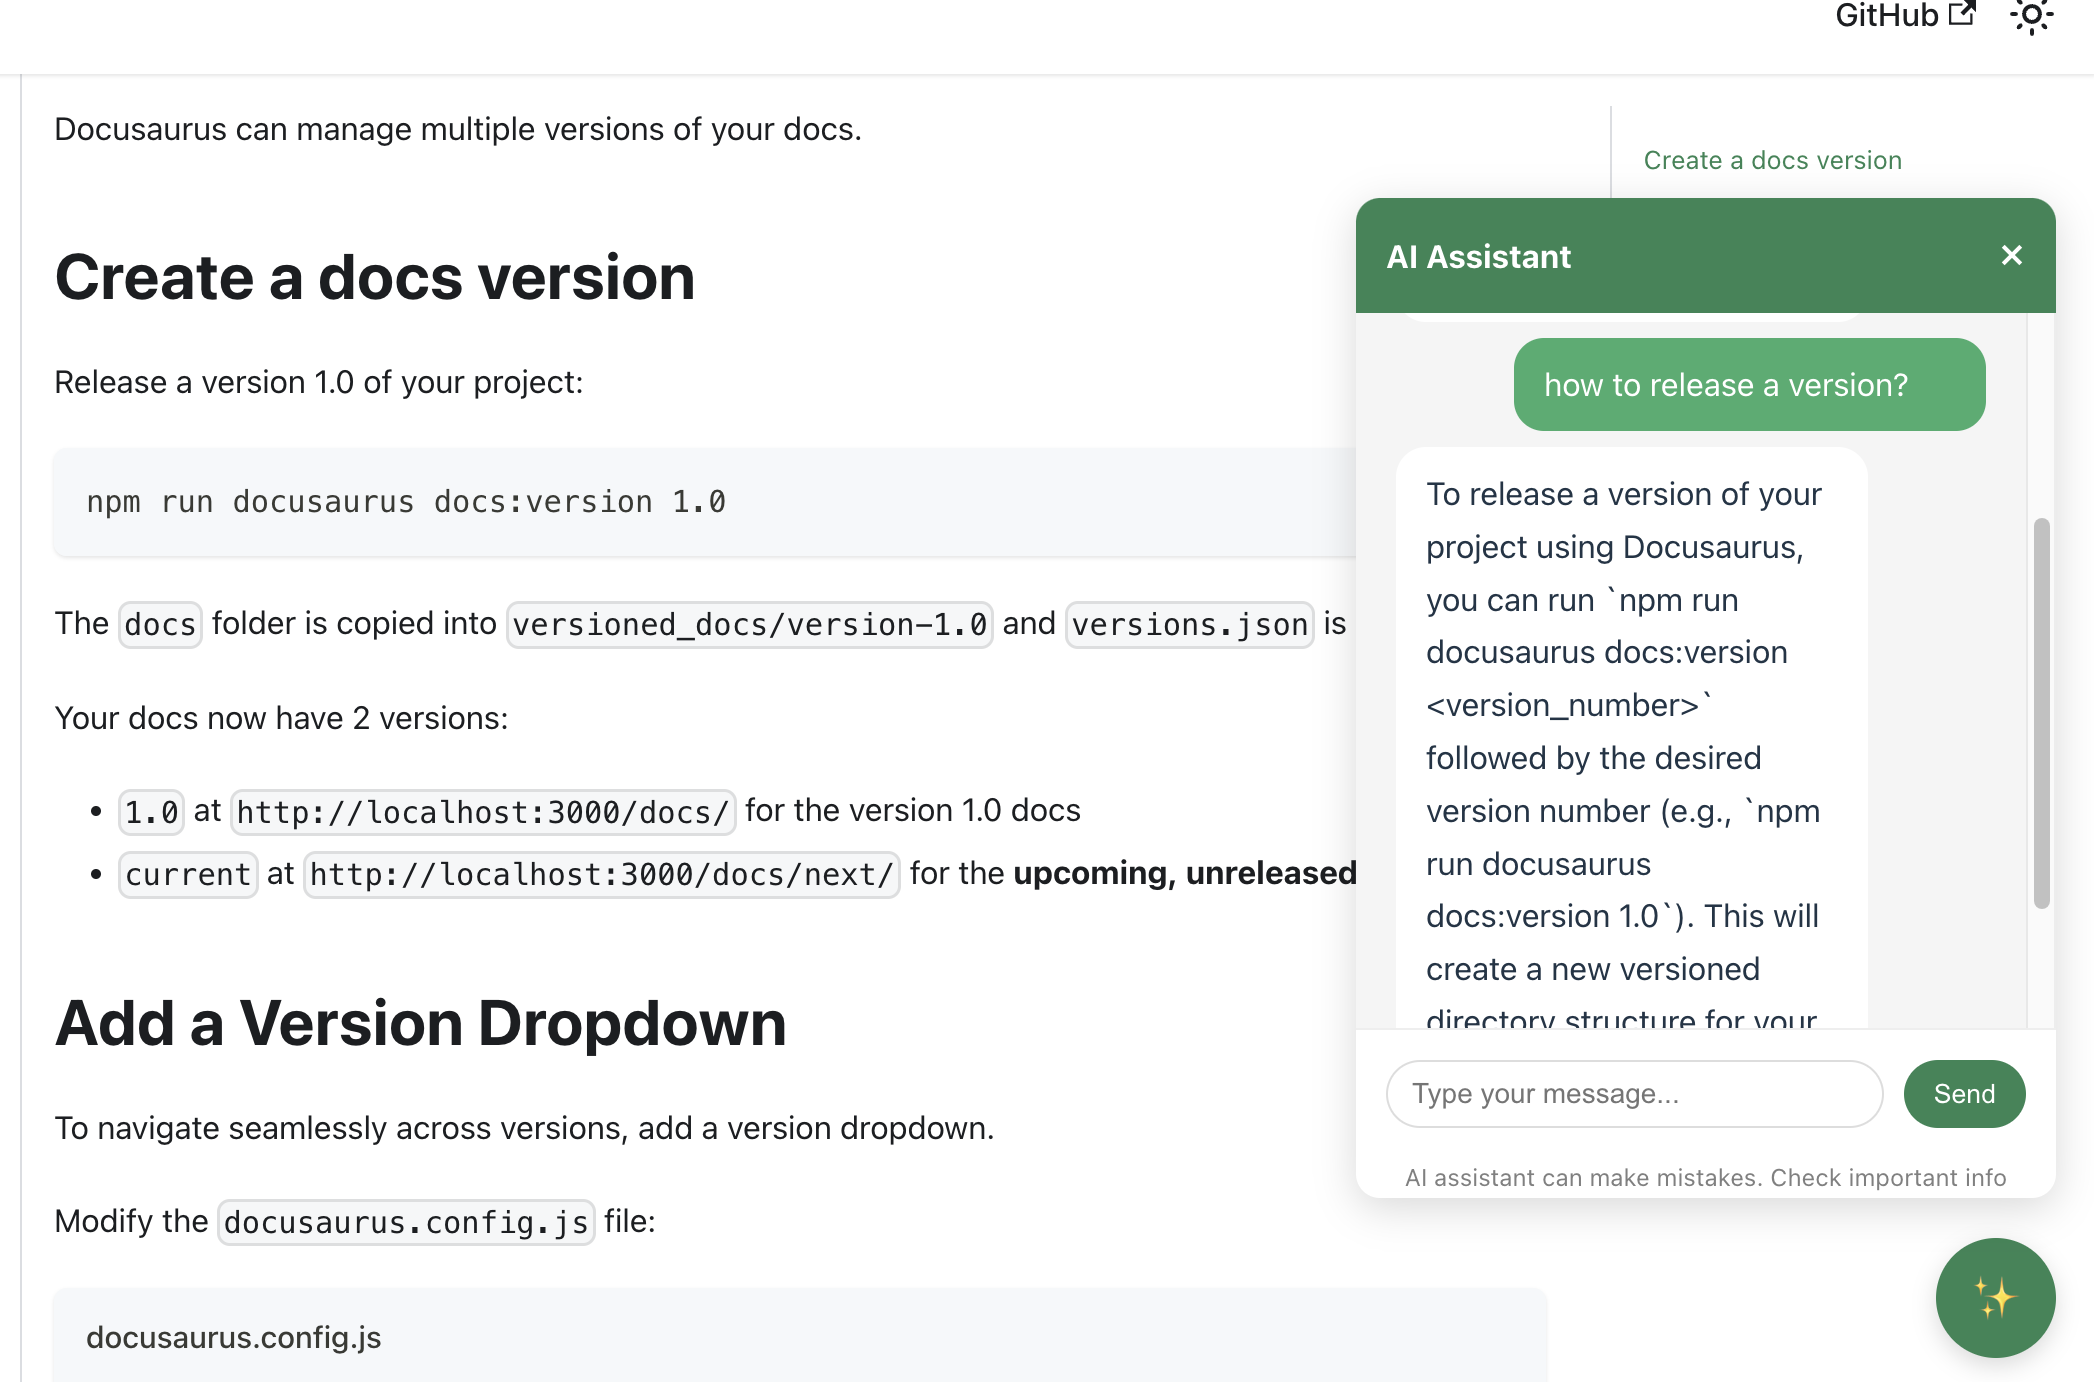 GitHub
Docusaurus can manage multiple versions of your docs.
Create a docs version
Release a version 1.0 of your project:
npm run docusaurus docs:version 1.0
The docs folder is copied into versioned_docs/version-1.0 and versions.json is
Your docs now have 2 versions:
1.0 at http://localhost:3000/docs/ for the version 1.0 docs
current at http://localhost:3000/docs/next/ for the upcoming, unreleased
Add a Version Dropdown
To navigate seamlessly across versions, add a version dropdown.
Modify the docusaurus.config.js file:
docusaurus.config.js
Create a docs version
AI Assistant
how to release a version?
To release a version of your
project using Docusaurus,
you can run `npm run
docusaurus docs:version
<version_number>`
followed by the desired
version number (e.g., `npm
run docusaurus
docs:version 1.0`). This will
create a new versioned
directory structure for your
Type your message...
Send
AI assistant can make mistakes. Check important info